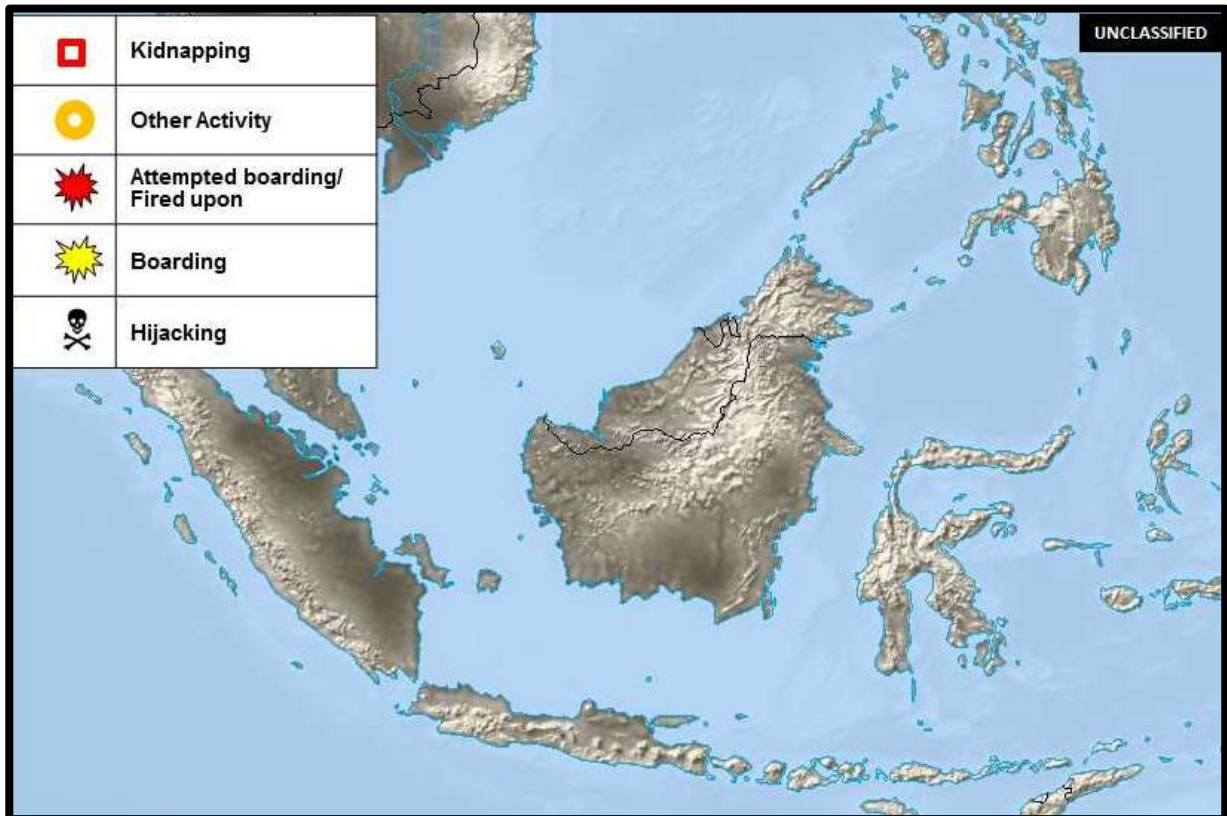 Kidnapping
UNCLASSIFIED
Other Activity
Attempted boarding/
Fired upon
Boarding
Hijacking